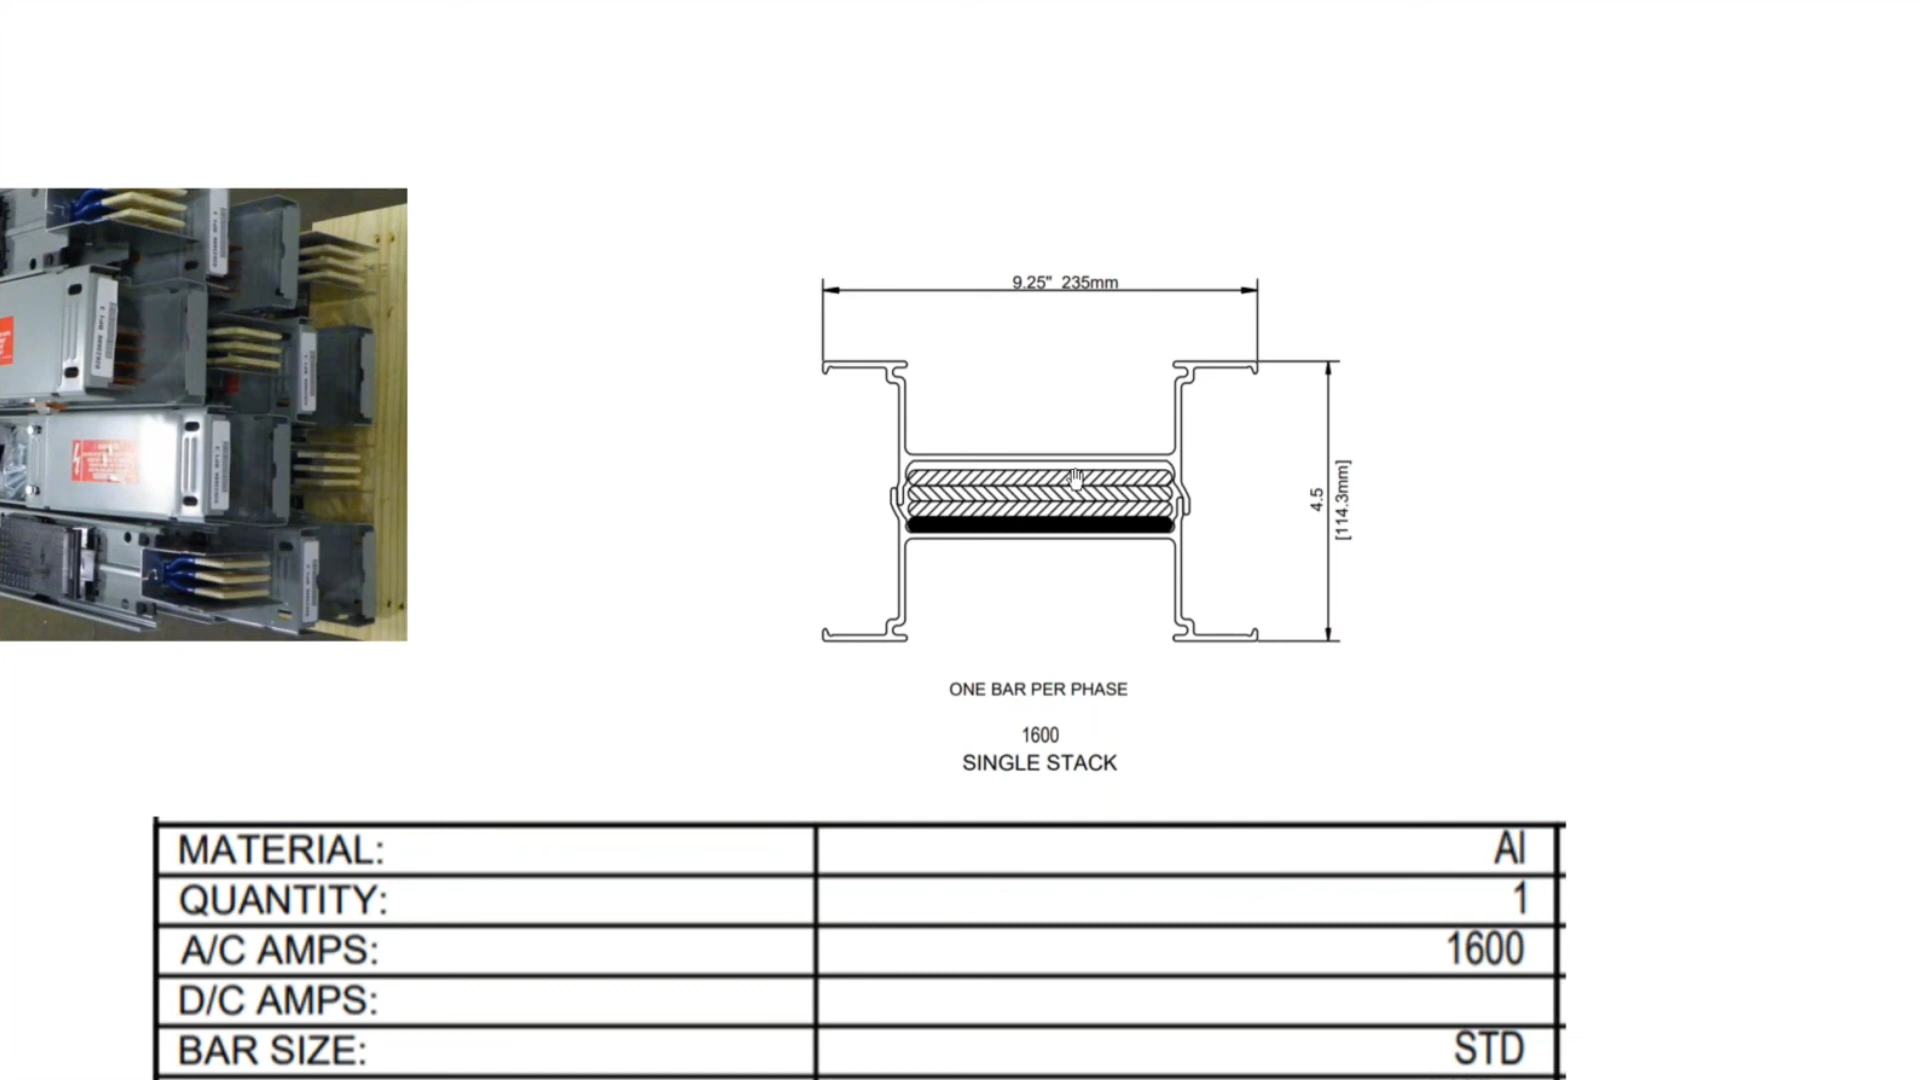 9.25" 235mm
4.5
[114.3mm]
ONE BAR PER PHASE
1600
SINGLE STACK
MATERIAL: Al
QUANTITY: 1
A/C AMPS: 1600
D/C AMPS:
BAR SIZE: STD